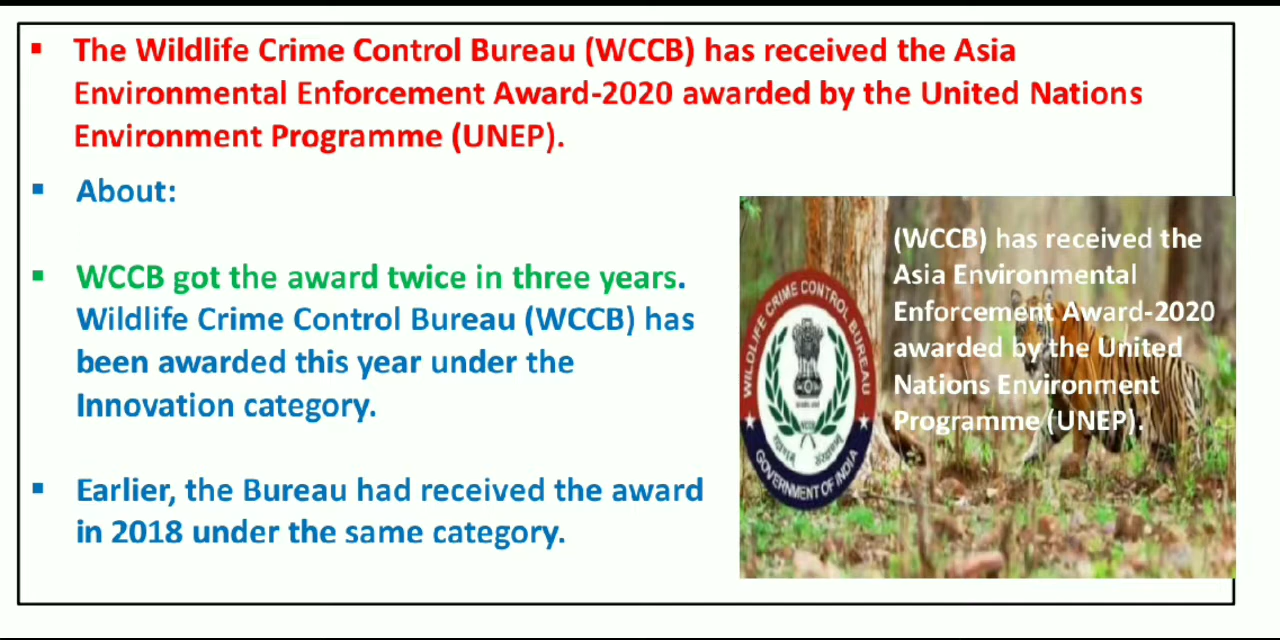 ▪ The Wildlife Crime Control Bureau (WCCB) has received the Asia
Environmental Enforcement Award-2020 awarded by the United Nations
Environment Programme (UNEP).
▪ About:
▪ WCCB got the award twice in three years.
Wildlife Crime Control Bureau (WCCB) has
been awarded this year under the
Innovation category.
▪ Earlier, the Bureau had received the award
in 2018 under the same category.
(WCCB) has received the
Asia Environmental
Enforcement Award-2020
awarded by the United
Nations Environment
Programme (UNEP).
WILDLIFE CRIME CONTROL BUREAU
GOVERNMENT OF INDIA